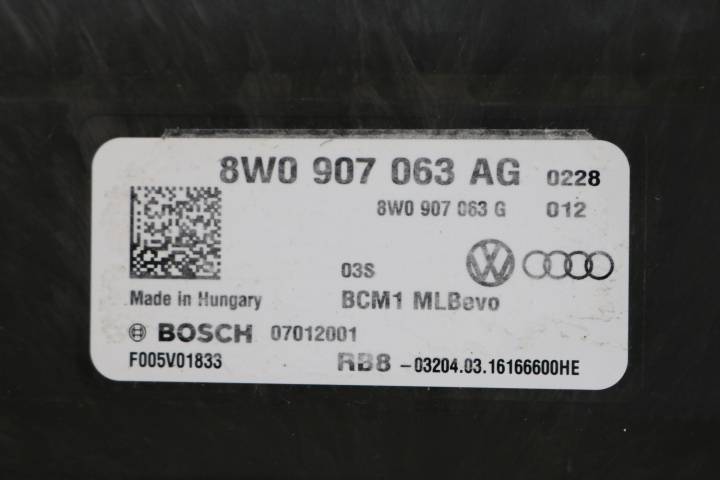 8W0 907 063 AG 0228
8W0 907 063 G 012
03S
Made in Hungary BCM1 MLBevo
BOSCH 07012001
F005V01833 RB8 -03204.03.16166600HE